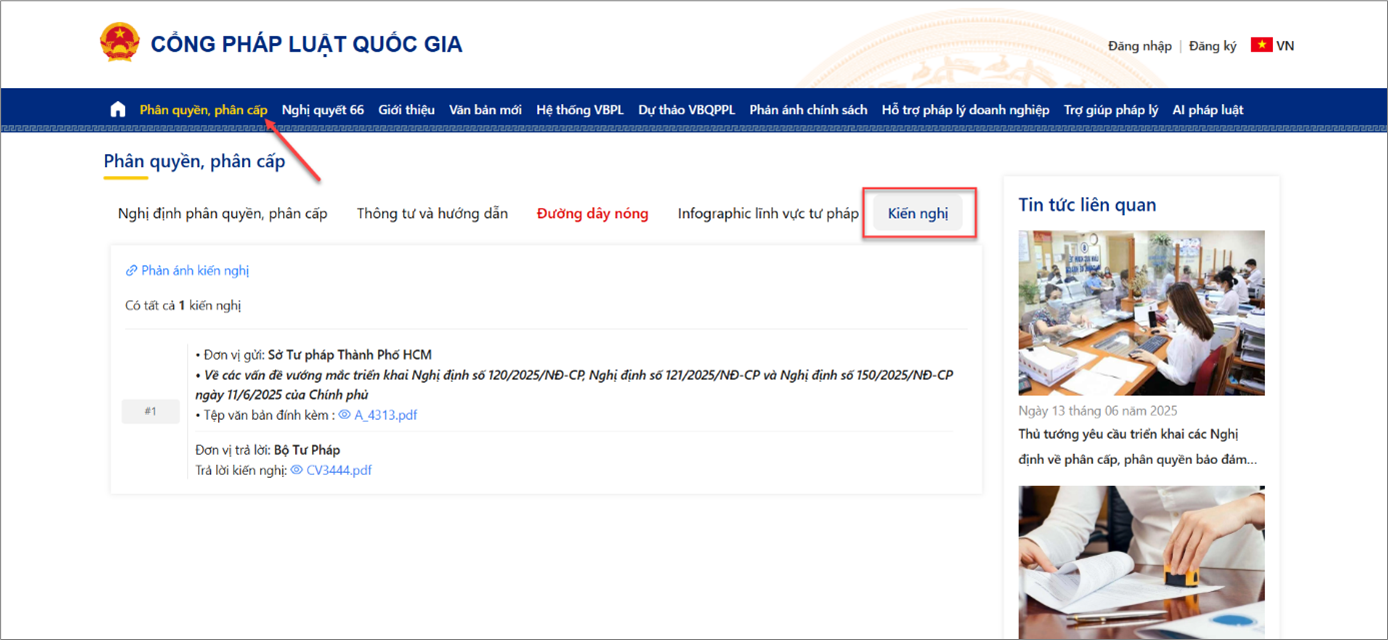 CỔNG PHÁP LUẬT QUỐC GIA
Đăng nhập | Đăng ký VN
Phân quyền, phân cấp Nghị quyết 66 Giới thiệu Văn bản mới Hệ thống VBPL Dự thảo VBQPPL Phản ánh chính sách Hỗ trợ pháp lý doanh nghiệp Trợ giúp pháp lý AI pháp luật
Phân quyền, phân cấp
Nghị định phân quyền, phân cấp Thông tư và hướng dẫn Đường dây nóng Infographic lĩnh vực tư pháp Kiến nghị
Phản ánh kiến nghị
Có tất cả 1 kiến nghị
#1
• Đơn vị gửi: Sở Tư pháp Thành Phố HCM
• Về các vấn đề vướng mắc triển khai Nghị định số 120/2025/NĐ-CP, Nghị định số 121/2025/NĐ-CP và Nghị định số 150/2025/NĐ-CP
ngày 11/6/2025 của Chính phủ
• Tệp văn bản đính kèm : A_4313.pdf
Đơn vị trả lời: Bộ Tư Pháp
Trả lời kiến nghị: CV3444.pdf
Tin tức liên quan
Ngày 13 tháng 06 năm 2025
Thủ tướng yêu cầu triển khai các Nghị
định về phân cấp, phân quyền bảo đảm...